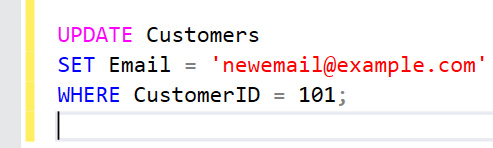 UPDATE Customers
SET Email = 'newemail@example.com'
WHERE CustomerID = 101;